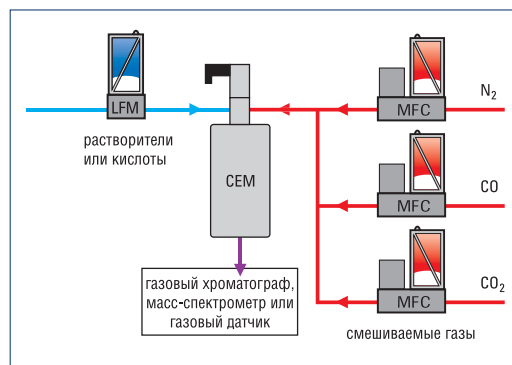 LFM
растворители
или кислоты
CEM
газовый хроматограф,
масс-спектрометр или
газовый датчик
MFC
N₂
MFC
CO
MFC
CO₂
смешиваемые газы